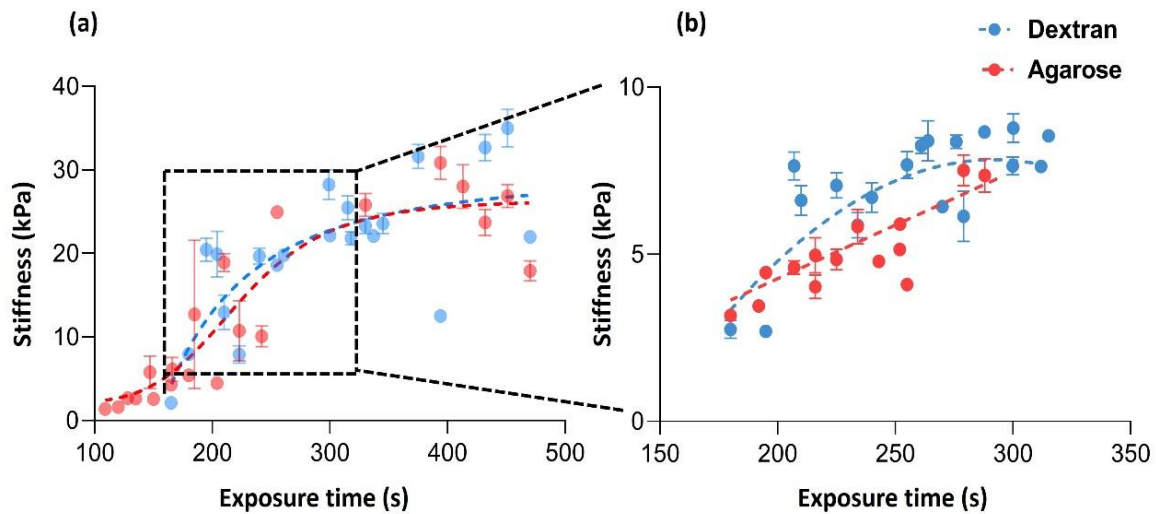 (a)
Stiffness (kPa)
40
30
20
10
0
100 200 300 400 500
Exposure time (s)
(b)
Dextran
Agarose
Stiffness (kPa)
10
5
0
150 200 250 300 350
Exposure time (s)